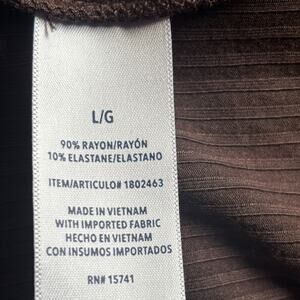 L/G
90% RAYON/RAYÓN
10% ELASTANE/ELASTANO
ITEM/ARTICULO# 1802463
MADE IN VIETNAM
WITH IMPORTED FABRIC
HECHO EN VIETNAM
CON INSUMOS IMPORTADOS
RN# 15741